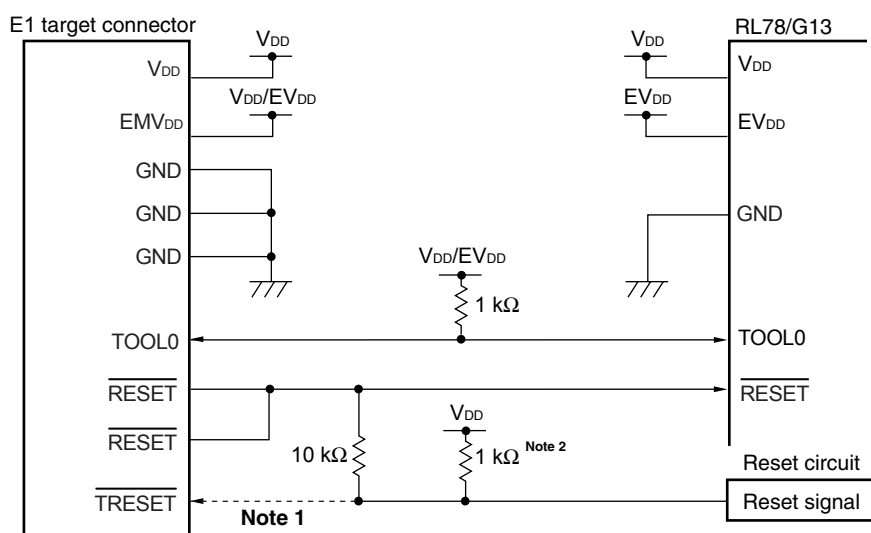 E1 target connector
RL78/G13
VDD
VDD
VDD
VDD
VDD/EVDD
EVDD
EMVDD
EVDD
GND
GND
GND
GND
VDD/EVDD
1 kΩ
TOOL0
TOOL0
RESET
RESET
VDD
RESET
10 kΩ
1 kΩ Note 2
Reset circuit
TRESET
Note 1
Reset signal